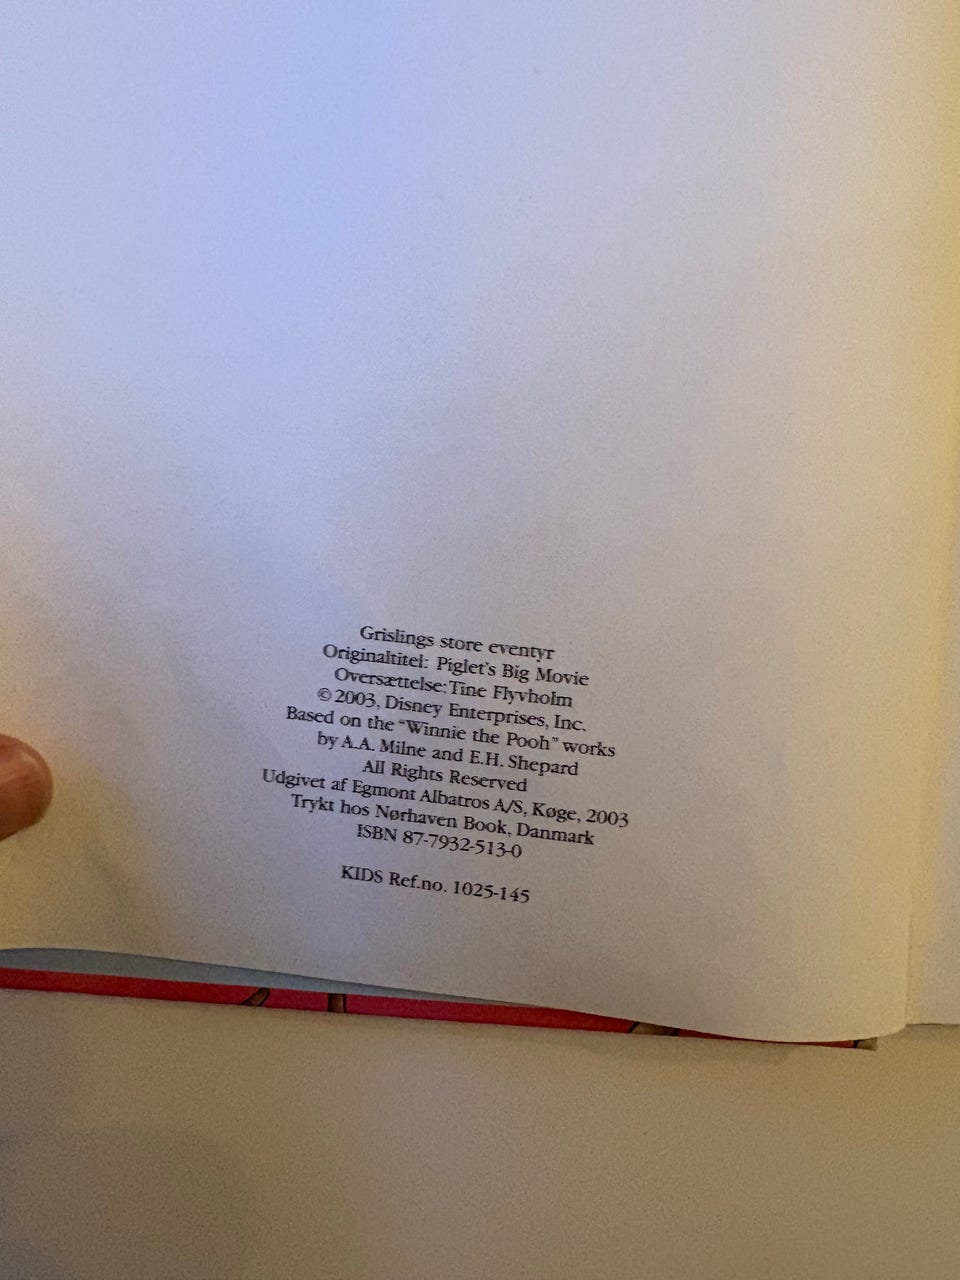 Grislings store eventyr
Originaltitel: Piglet's Big Movie
Oversættelse: Tine Flyvholm
© 2003, Disney Enterprises, Inc.
Based on the "Winnie the Pooh" works
by A.A. Milne and E.H. Shepard
All Rights Reserved
Udgivet af Egmont Albatros A/S, Køge, 2003
Trykt hos Nørhaven Book, Danmark
ISBN 87-7932-513-0
KIDS Ref.no. 1025-145